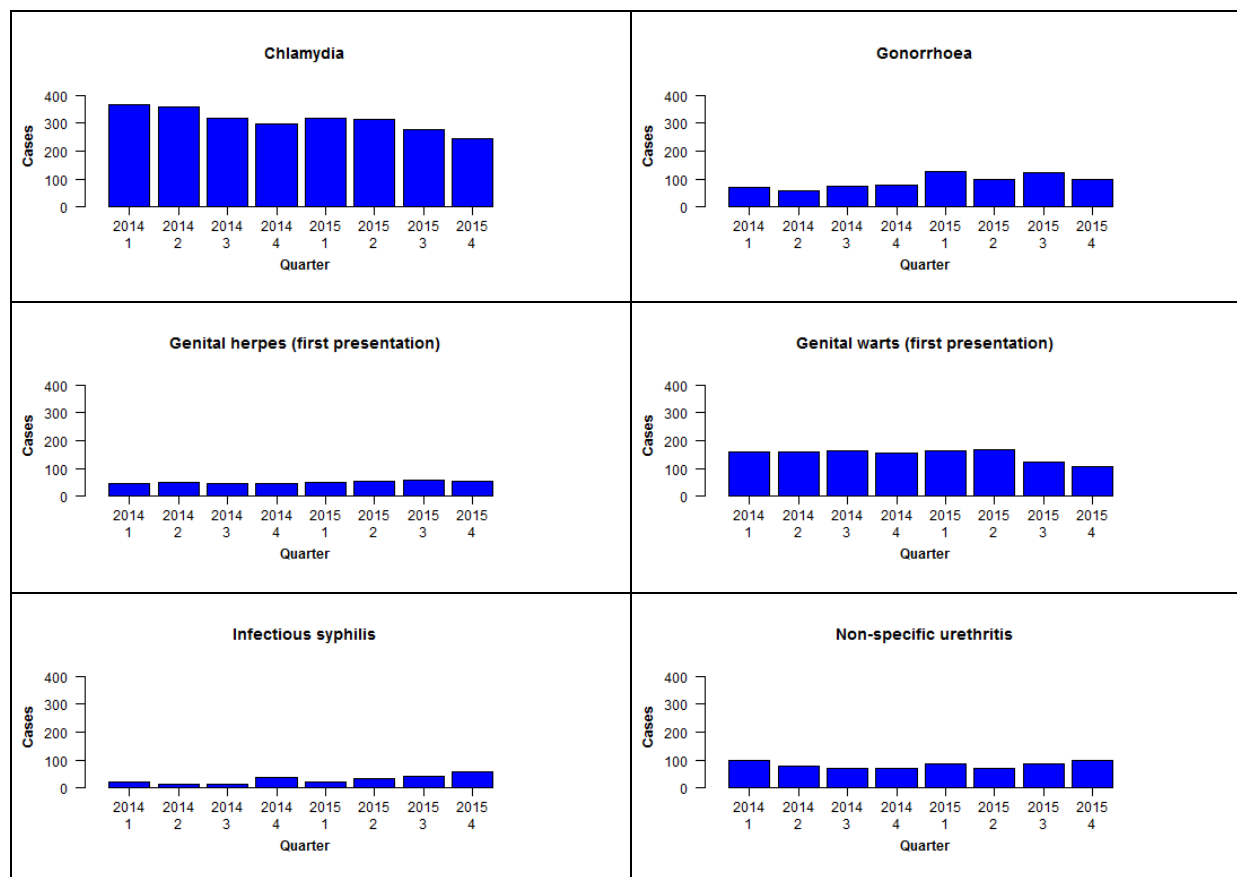 Chlamydia
400
300
200
100
0
Cases
2014 2014 2014 2014 2015 2015 2015 2015
1 2 3 4 1 2 3 4
Quarter
Gonorrhoea
400
300
200
100
0
Cases
2014 2014 2014 2014 2015 2015 2015 2015
1 2 3 4 1 2 3 4
Quarter
Genital herpes (first presentation)
400
300
200
100
0
Cases
2014 2014 2014 2014 2015 2015 2015 2015
1 2 3 4 1 2 3 4
Quarter
Genital warts (first presentation)
400
300
200
100
0
Cases
2014 2014 2014 2014 2015 2015 2015 2015
1 2 3 4 1 2 3 4
Quarter
Infectious syphilis
400
300
200
100
0
Cases
2014 2014 2014 2014 2015 2015 2015 2015
1 2 3 4 1 2 3 4
Quarter
Non-specific urethritis
400
300
200
100
0
Cases
2014 2014 2014 2014 2015 2015 2015 2015
1 2 3 4 1 2 3 4
Quarter